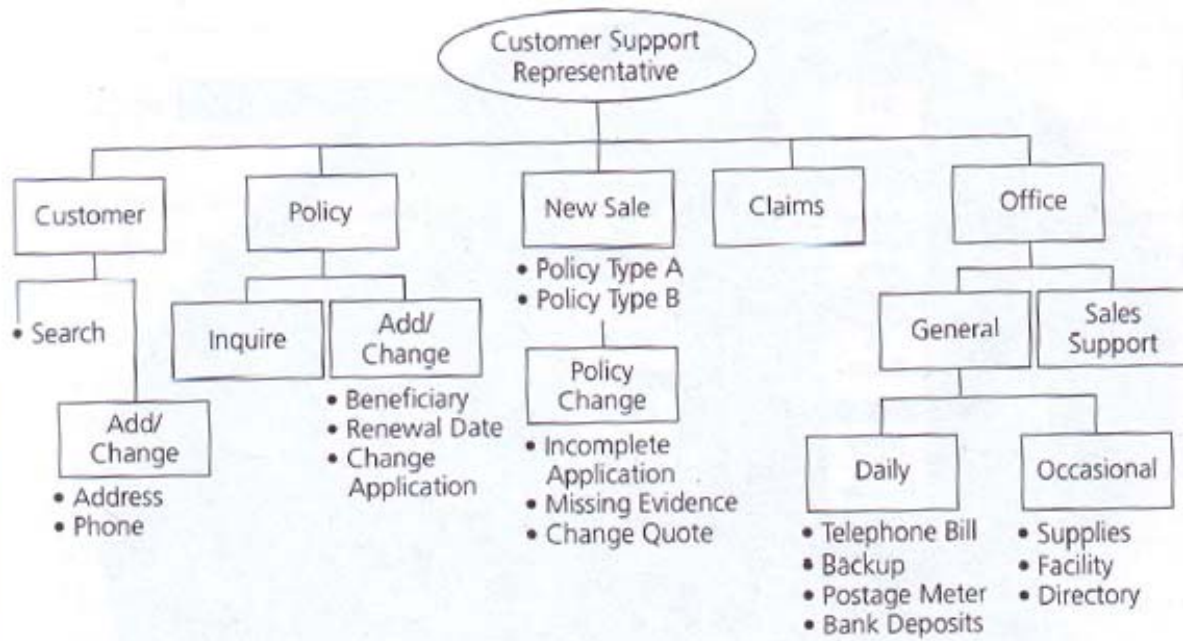 Customer Support
Representative
Customer
Policy
New Sale
Claims
Office
• Search
Add/
Change
• Address
• Phone
Inquire
Add/
Change
• Beneficiary
• Renewal Date
• Change
Application
• Policy Type A
• Policy Type B
Policy
Change
• Incomplete
Application
• Missing Evidence
• Change Quote
General
Sales
Support
Daily
• Telephone Bill
• Backup
• Postage Meter
• Bank Deposits
Occasional
• Supplies
• Facility
• Directory